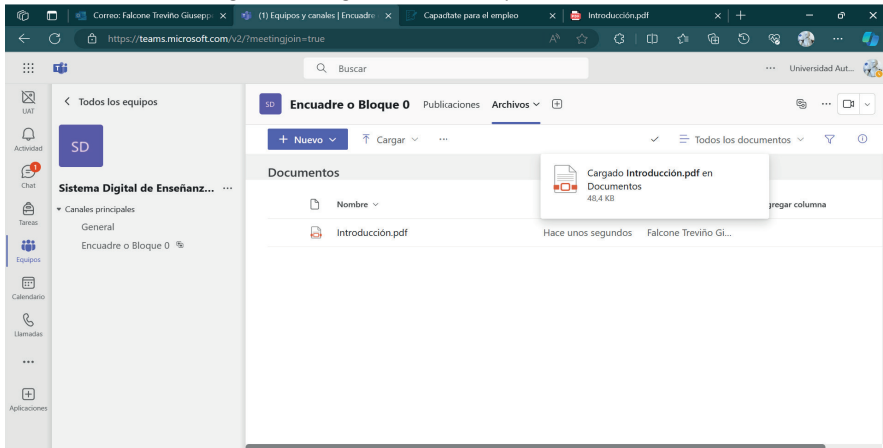 Correo: Falcone Treviño Giusepp
(1) Equipos y canales | Encuadre
Capacítate para el empleo
Introducción.pdf
https://teams.microsoft.com/v2/?meetingjoin=true
Buscar
Universidad Aut...
UAT
Actividad
Chat
Tareas
Equipos
Calendario
Llamadas
Aplicaciones
Todos los equipos
SD
Sistema Digital de Enseñanz...
Canales principales
General
Encuadre o Bloque 0
SD Encuadre o Bloque 0 Publicaciones Archivos
+ Nuevo Cargar ... Todos los documentos
Documentos
Cargado Introducción.pdf en
Documentos
48,4 KB
Nombre gregar columna
Introducción.pdf Hace unos segundos Falcone Treviño Gi...